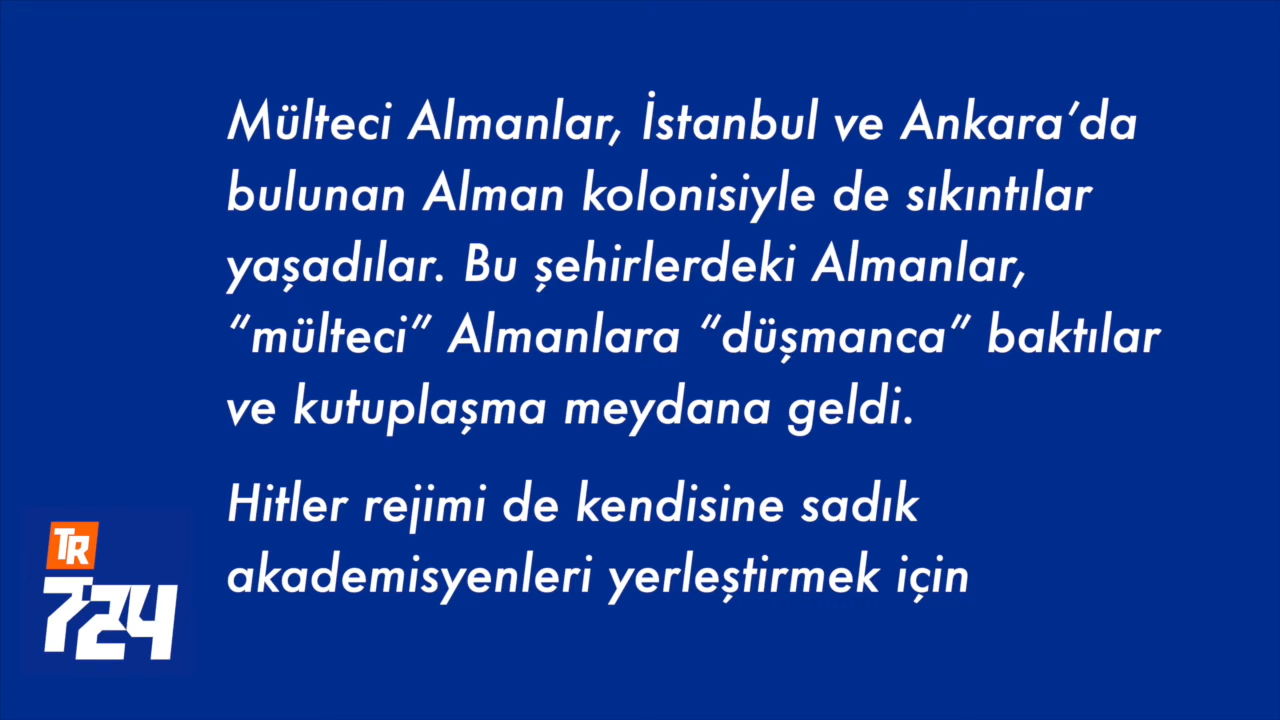 Mülteci Almanlar, İstanbul ve Ankara’da
bulunan Alman kolonisiyle de sıkıntılar
yaşadılar. Bu şehirlerdeki Almanlar,
“mülteci” Almanlara “düşmanca” baktılar
ve kutuplaşma meydana geldi.
Hitler rejimi de kendisine sadık
akademisyenleri yerleştirmek için
TR
724